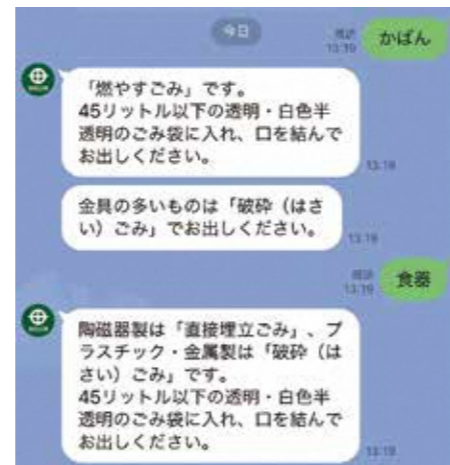 今日
既読
13:19
かばん
「燃やすごみ」です。
45リットル以下の透明・白色半
透明のごみ袋に入れ、口を結んで
お出しください。
13:19
金具の多いものは「破砕(はさ
い)ごみ」でお出しください。
13:19
既読
13:19
食器
陶磁器製は「直接埋立ごみ」、プ
ラスチック・金属製は「破砕(は
さい)ごみ」です。
45リットル以下の透明・白色半
透明のごみ袋に入れ、口を結んで
お出しください。
13:19